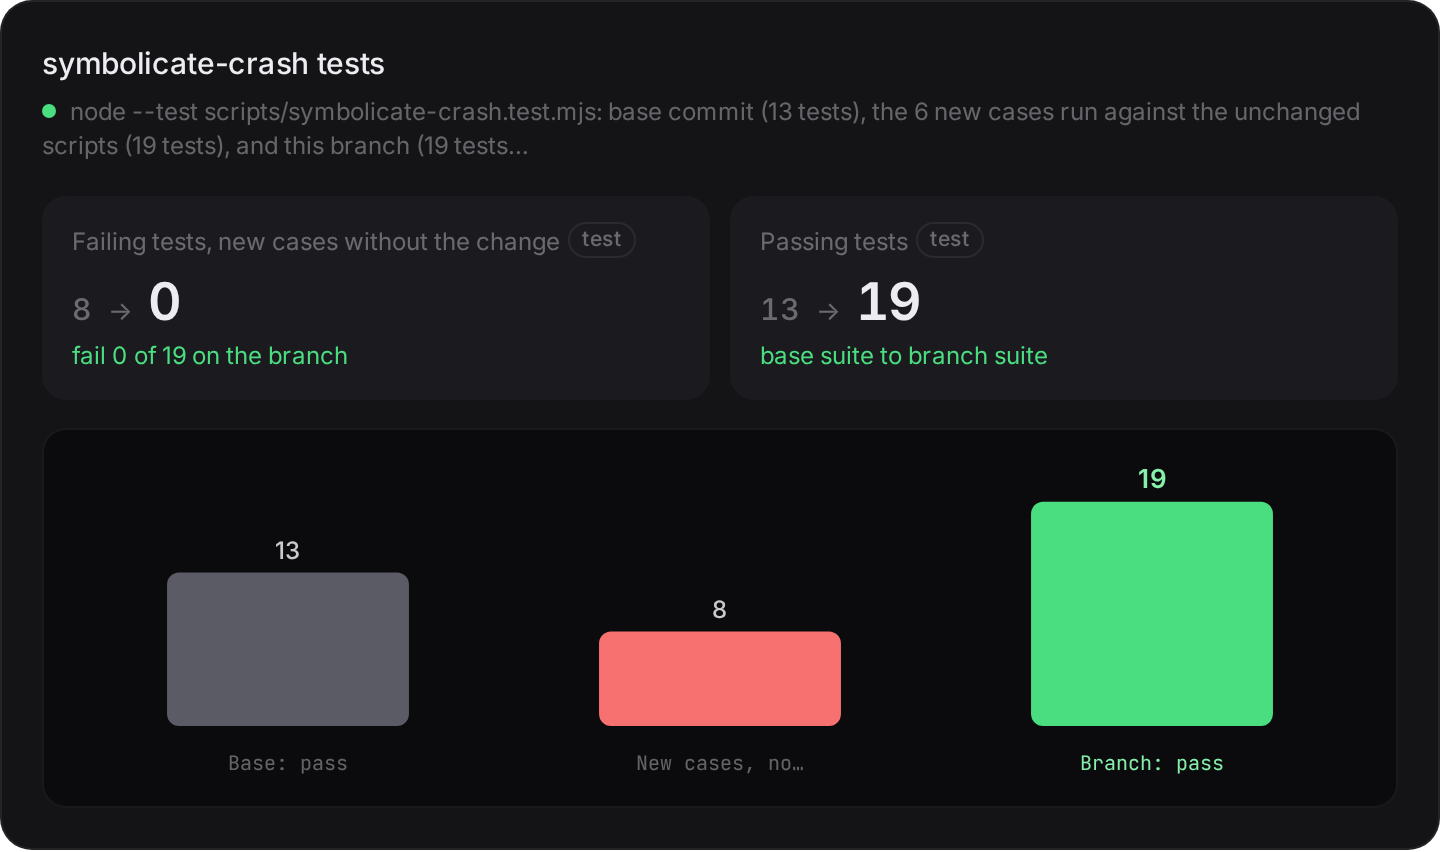 symbolicate-crash tests
node --test scripts/symbolicate-crash.test.mjs: base commit (13 tests), the 6 new cases run against the unchanged
scripts (19 tests), and this branch (19 tests…
Failing tests, new cases without the change test
8 → 0
fail 0 of 19 on the branch
Passing tests test
13 → 19
base suite to branch suite
13
8
19
Base: pass
New cases, no…
Branch: pass